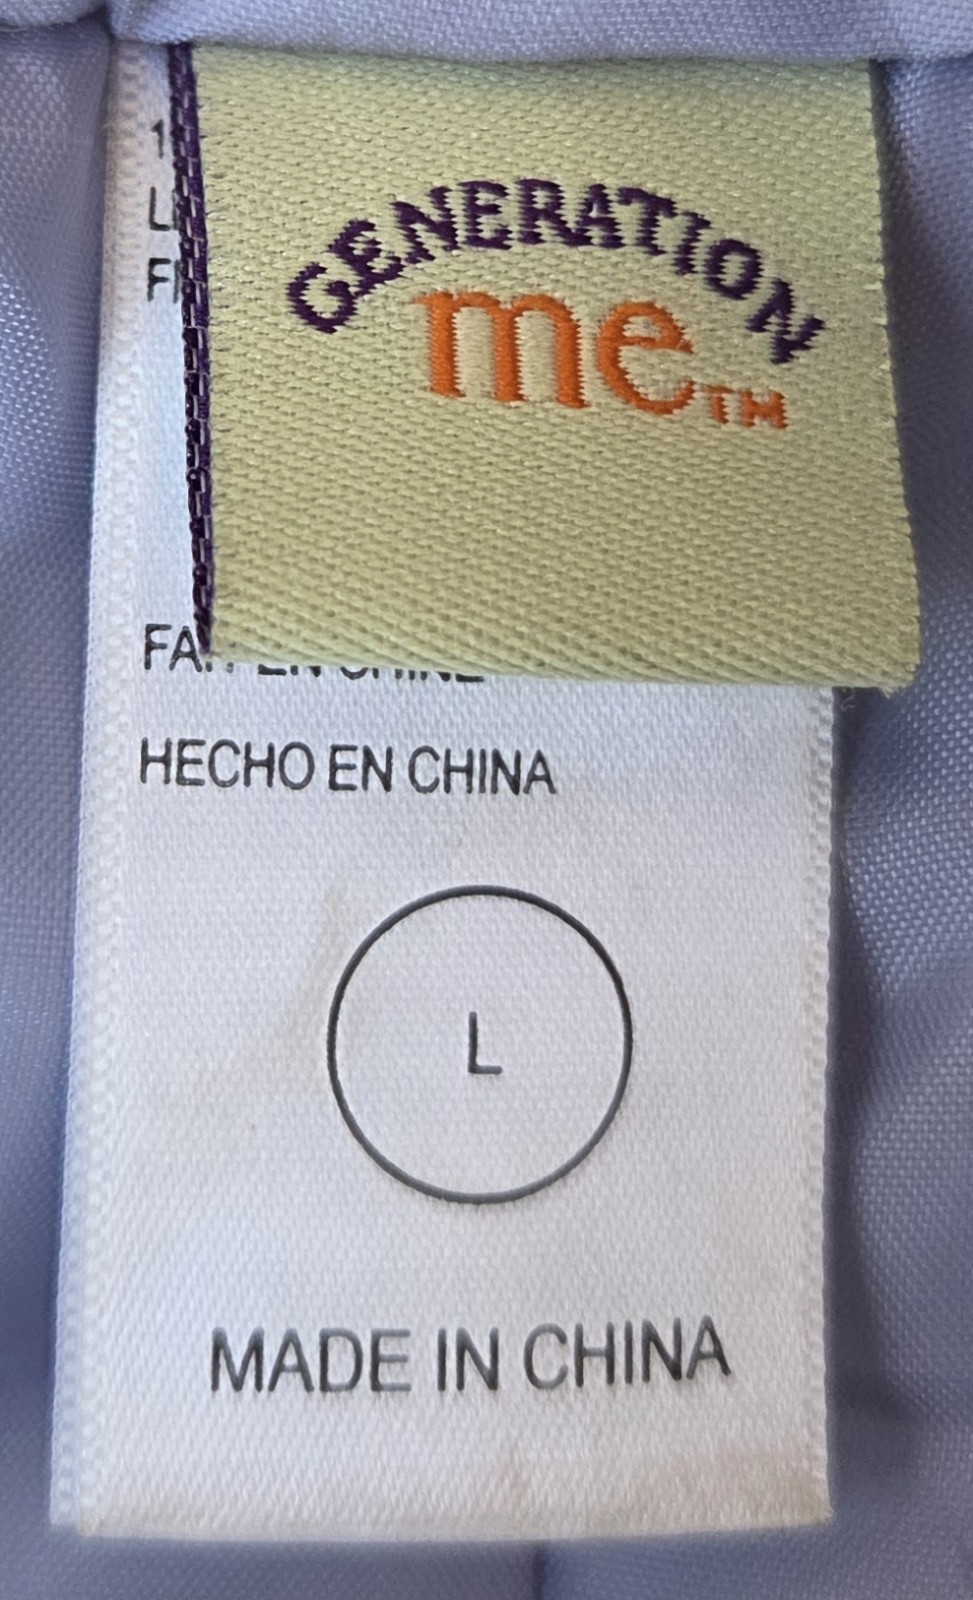 GENERATION
me TM
HECHO EN CHINA
L
MADE IN CHINA